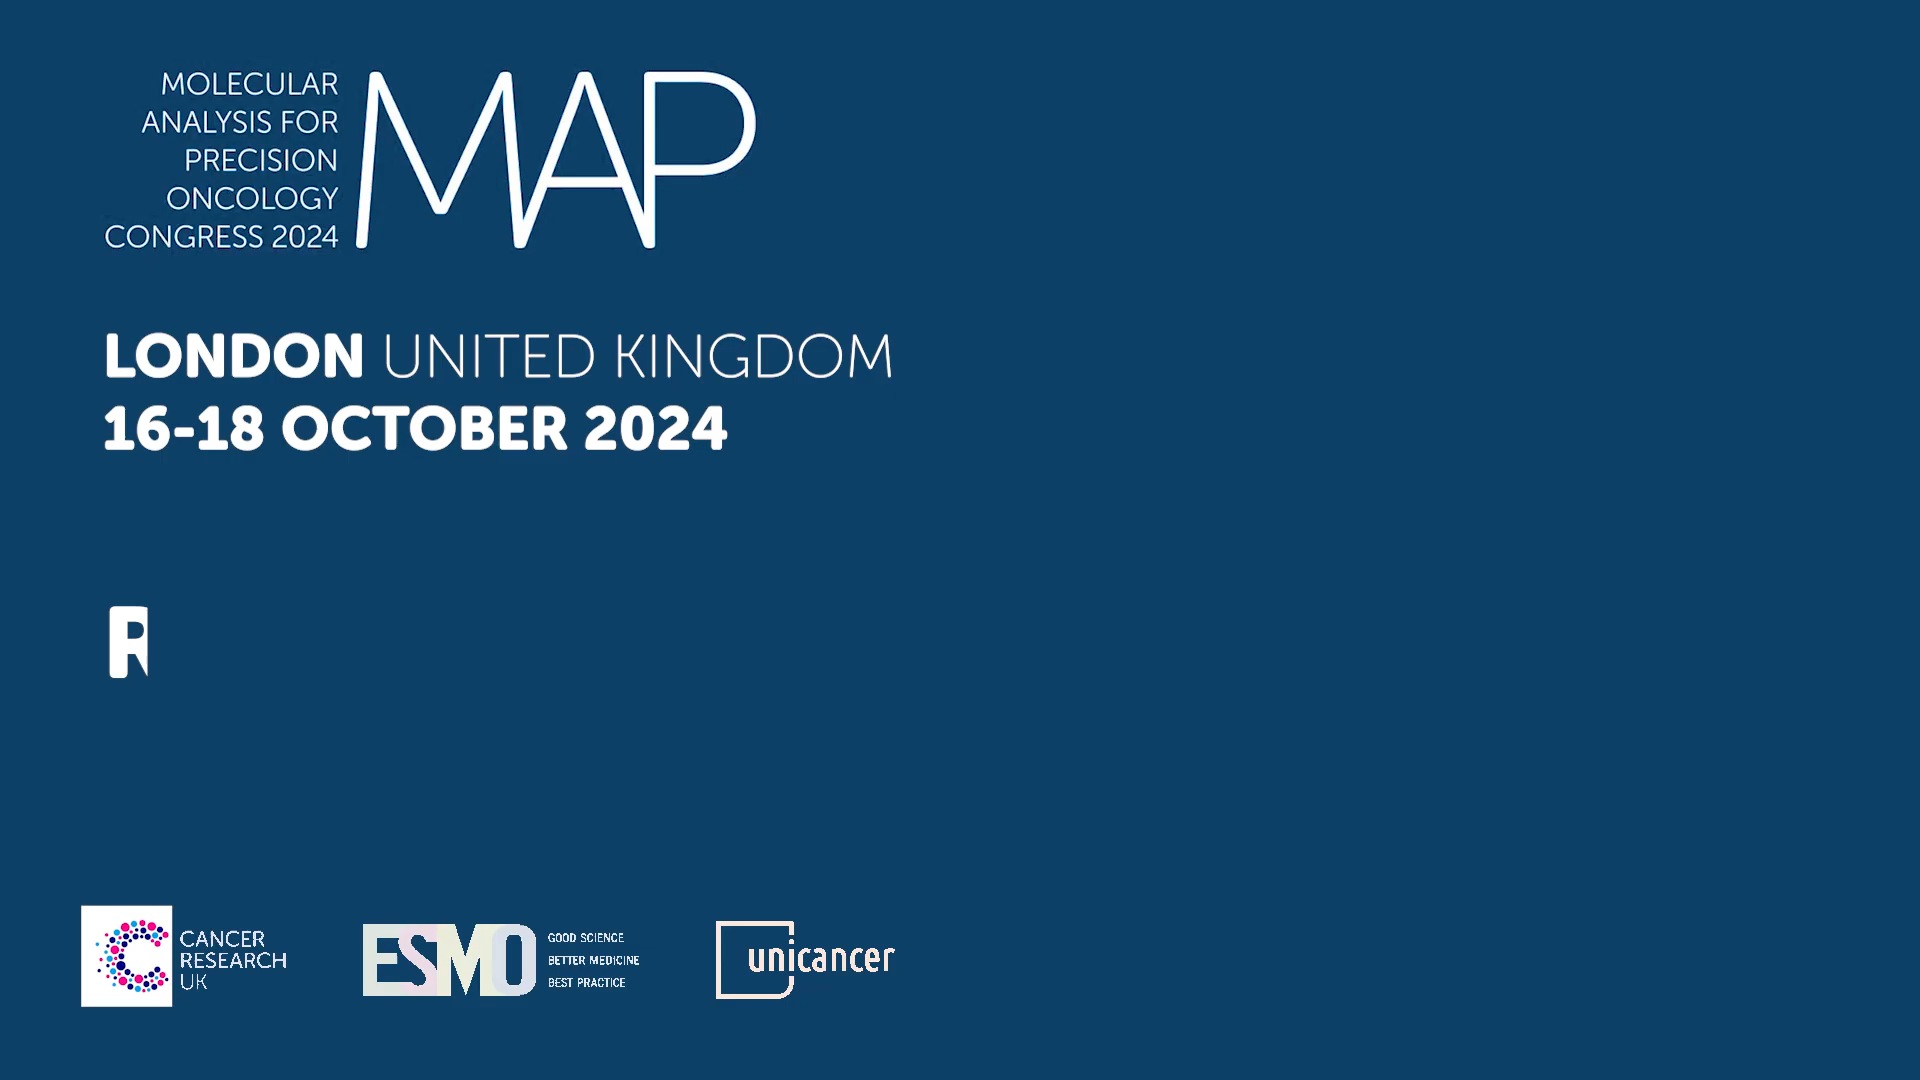 MOLECULAR
ANALYSIS FOR
PRECISION
ONCOLOGY
CONGRESS 2024
MAP
LONDON UNITED KINGDOM
16-18 OCTOBER 2024
R
CANCER
RESEARCH
UK
ESMO
GOOD SCIENCE
BETTER MEDICINE
BEST PRACTICE
unicancer